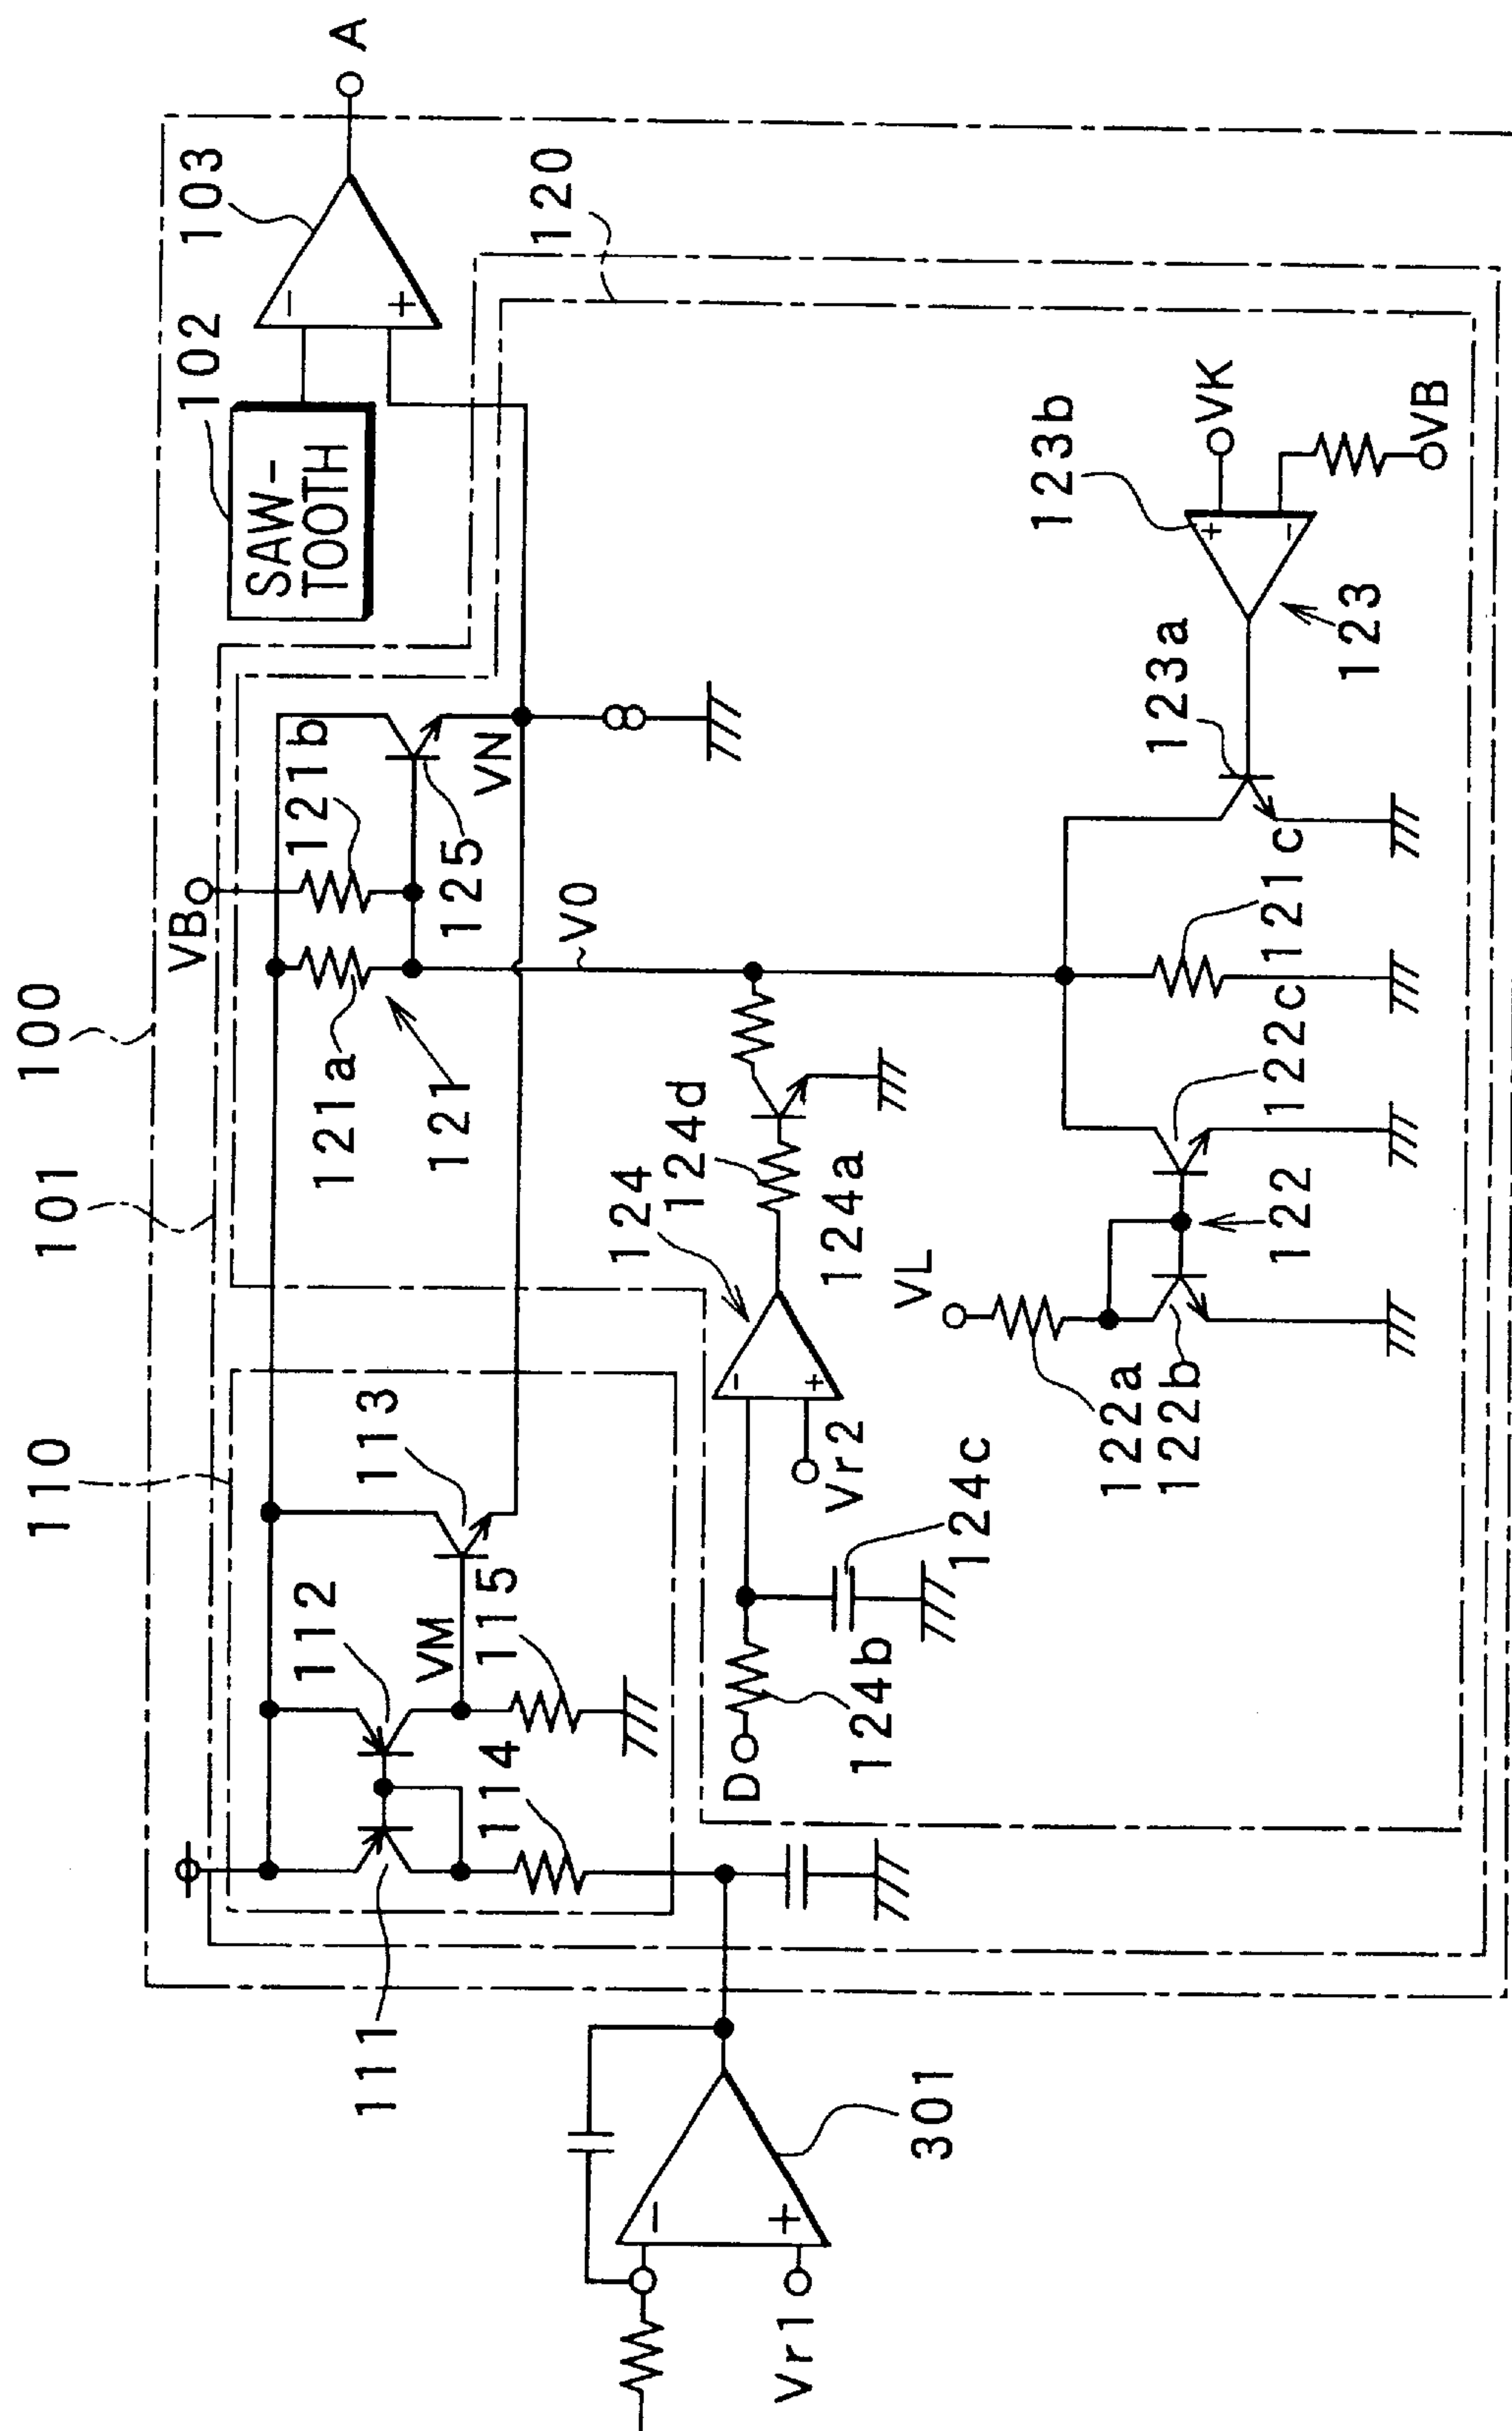 100
101
110
111
112
113
114
115
VM
VB
121a
121b
121
125
VN
V0
SAW-
TOOTH
102
103
A
120
301
Vr1
D
124b
124c
Vr2
124
124d
124a
VL
122a
122b
122
122c
121c
123a
123b
123
VK
VB
−
+
−
+
−
+
+
−